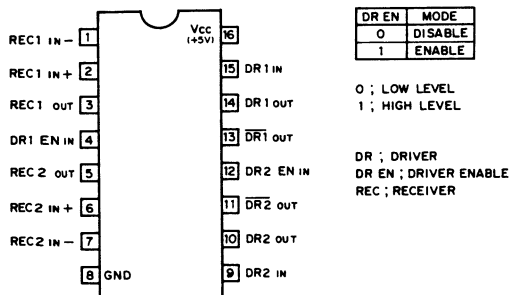 REC1 IN- 1
REC1 IN+ 2
REC1 OUT 3
DR1 EN IN 4
REC2 OUT 5
REC2 IN+ 6
REC2 IN- 7
8 GND
Vcc 16
(+5V)
15 DR1 IN
14 DR1 OUT
13 D̅R̅1̅ OUT
12 DR2 EN IN
11 D̅R̅2̅ OUT
10 DR2 OUT
9 DR2 IN
DR EN MODE
0 DISABLE
1 ENABLE
0 ; LOW LEVEL
1 ; HIGH LEVEL
DR ; DRIVER
DR EN ; DRIVER ENABLE
REC ; RECEIVER